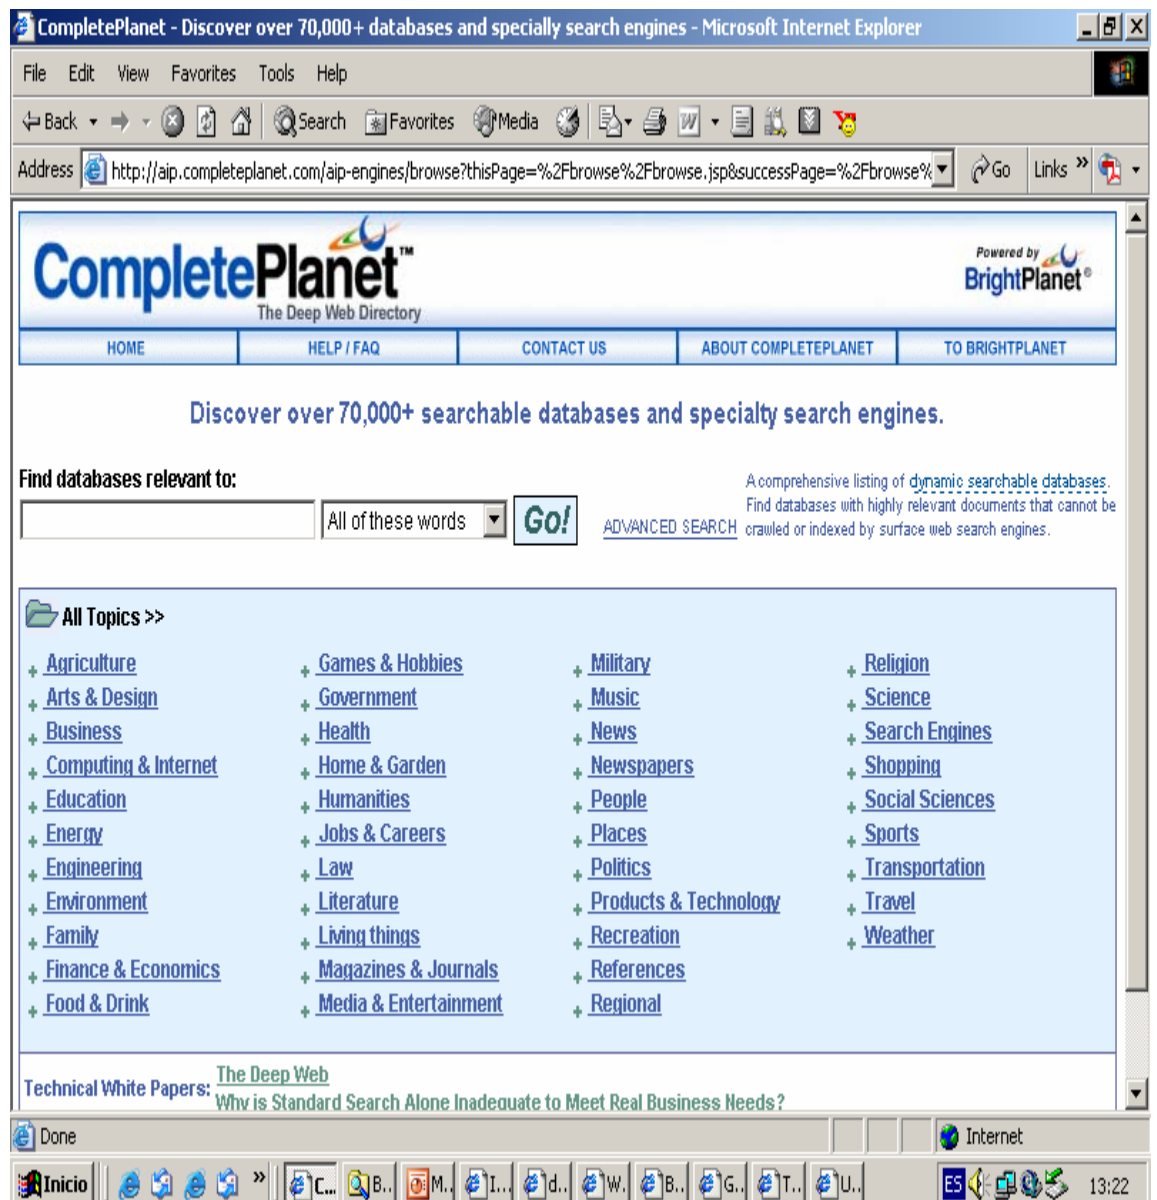 CompletePlanet - Discover over 70,000+ databases and specially search engines - Microsoft Internet Explorer
File Edit View Favorites Tools Help
Back Search Favorites Media W
Address http://aip.completeplanet.com/aip-engines/browse?thisPage=%2Fbrowse%2Fbrowse.jsp&successPage=%2Fbrowse% Go Links »
CompletePlanet™
The Deep Web Directory
Powered by
BrightPlanet®
HOME HELP / FAQ CONTACT US ABOUT COMPLETEPLANET TO BRIGHTPLANET
Discover over 70,000+ searchable databases and specialty search engines.
Find databases relevant to:
All of these words Go! ADVANCED SEARCH
A comprehensive listing of dynamic searchable databases.
Find databases with highly relevant documents that cannot be
crawled or indexed by surface web search engines.
All Topics >>
Agriculture
Arts & Design
Business
Computing & Internet
Education
Energy
Engineering
Environment
Family
Finance & Economics
Food & Drink
Games & Hobbies
Government
Health
Home & Garden
Humanities
Jobs & Careers
Law
Literature
Living things
Magazines & Journals
Media & Entertainment
Military
Music
News
Newspapers
People
Places
Politics
Products & Technology
Recreation
References
Regional
Religion
Science
Search Engines
Shopping
Social Sciences
Sports
Transportation
Travel
Weather
Technical White Papers: The Deep Web
Why is Standard Search Alone Inadequate to Meet Real Business Needs?
Done Internet
Inicio » C... B.. M.. I... d.. W. B.. G.. T.. U.. ES 13:22